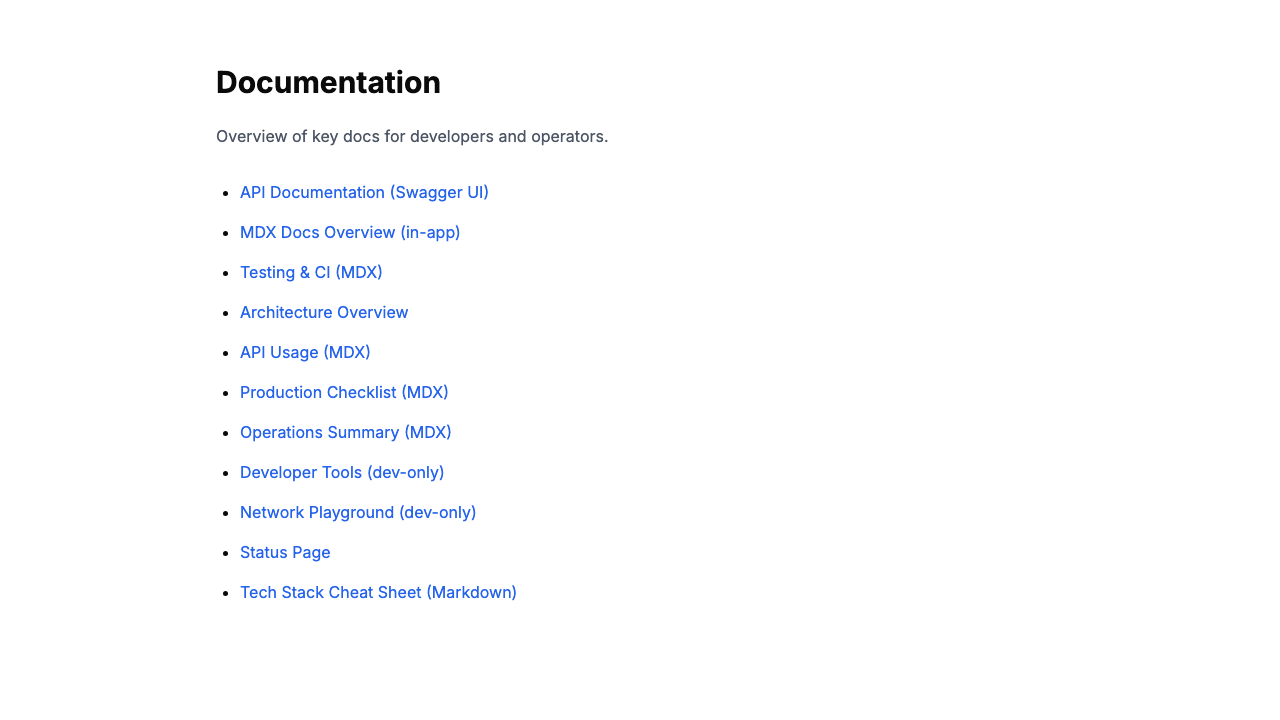 Documentation
Overview of key docs for developers and operators.
API Documentation (Swagger UI)
MDX Docs Overview (in-app)
Testing & CI (MDX)
Architecture Overview
API Usage (MDX)
Production Checklist (MDX)
Operations Summary (MDX)
Developer Tools (dev-only)
Network Playground (dev-only)
Status Page
Tech Stack Cheat Sheet (Markdown)